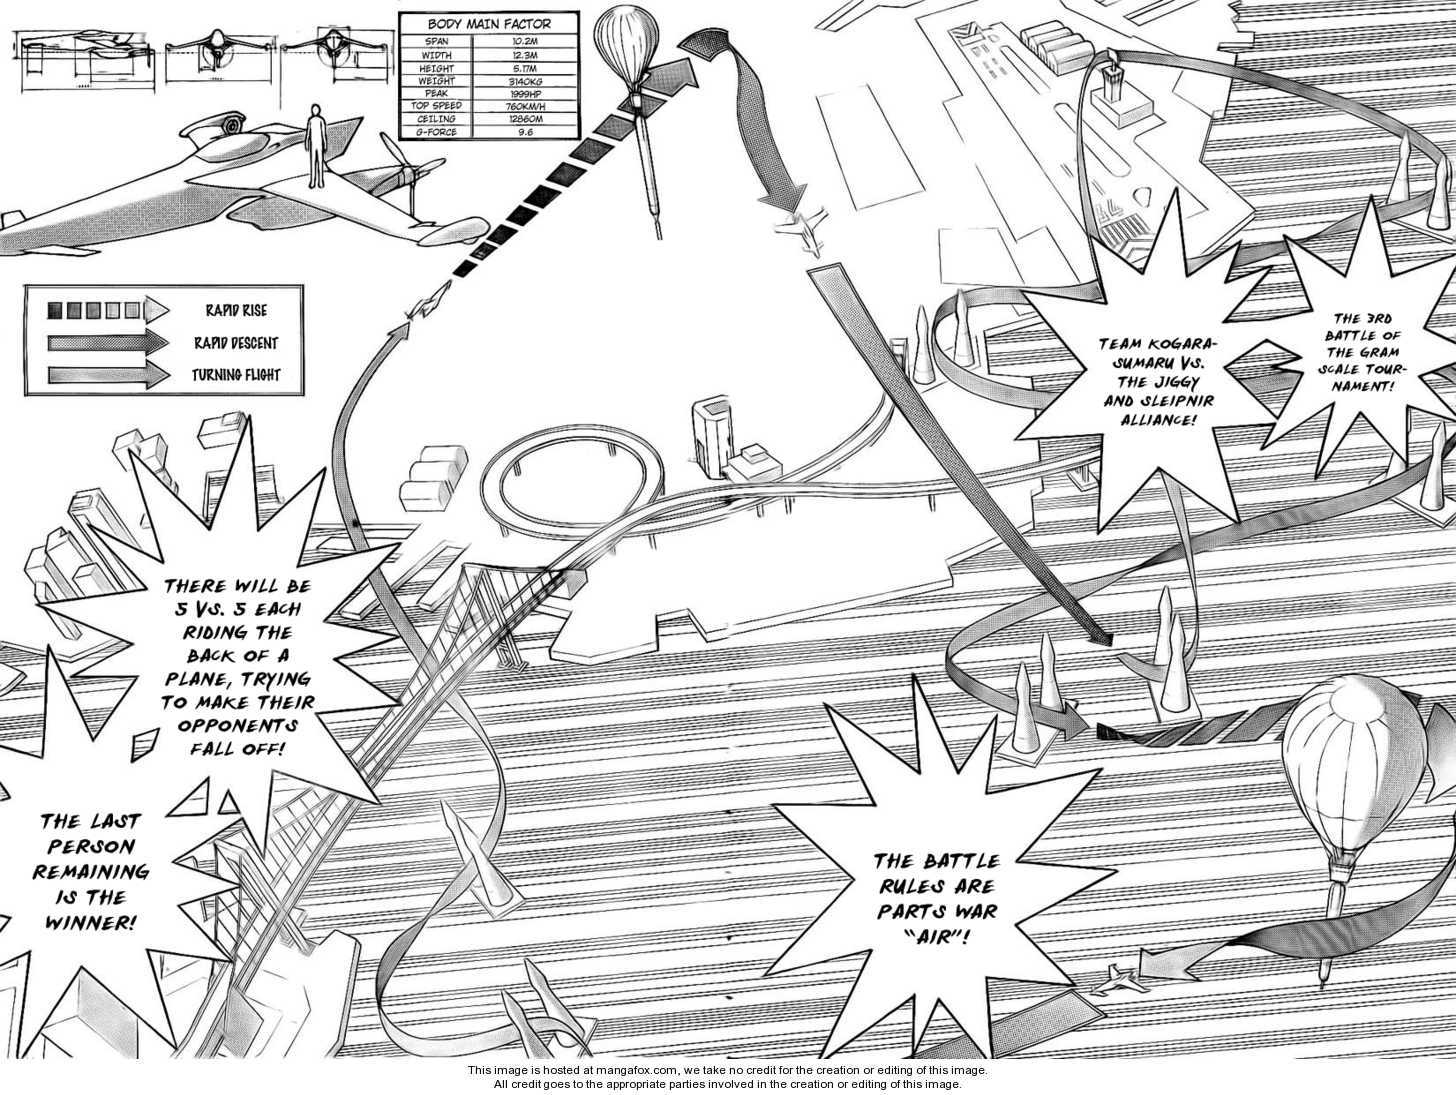 BODY MAIN FACTOR
SPAN 10.2M
WIDTH 12.3M
HEIGHT 5.17M
WEIGHT 3140KG
PEAK 1999HP
TOP SPEED 760KM/H
CEILING 12860M
G-FORCE 9.6
RAPID RISE
RAPID DESCENT
TURNING FLIGHT
THE 3RD
BATTLE OF
THE GRAM
SCALE TOUR-
NAMENT!
TEAM KOGARA-
SUMARU VS.
THE JIGGY
AND SLEIPNIR
ALLIANCE!
THE BATTLE
RULES ARE
PARTS WAR
"AIR"!
THERE WILL BE
5 VS. 5 EACH
RIDING THE
BACK OF A
PLANE, TRYING
TO MAKE THEIR
OPPONENTS
FALL OFF!
THE LAST
PERSON
REMAINING
IS THE
WINNER!
This image is hosted at mangafox.com, we take no credit for the creation or editing of this image.
All credit goes to the appropriate parties involved in the creation or editing of this image.